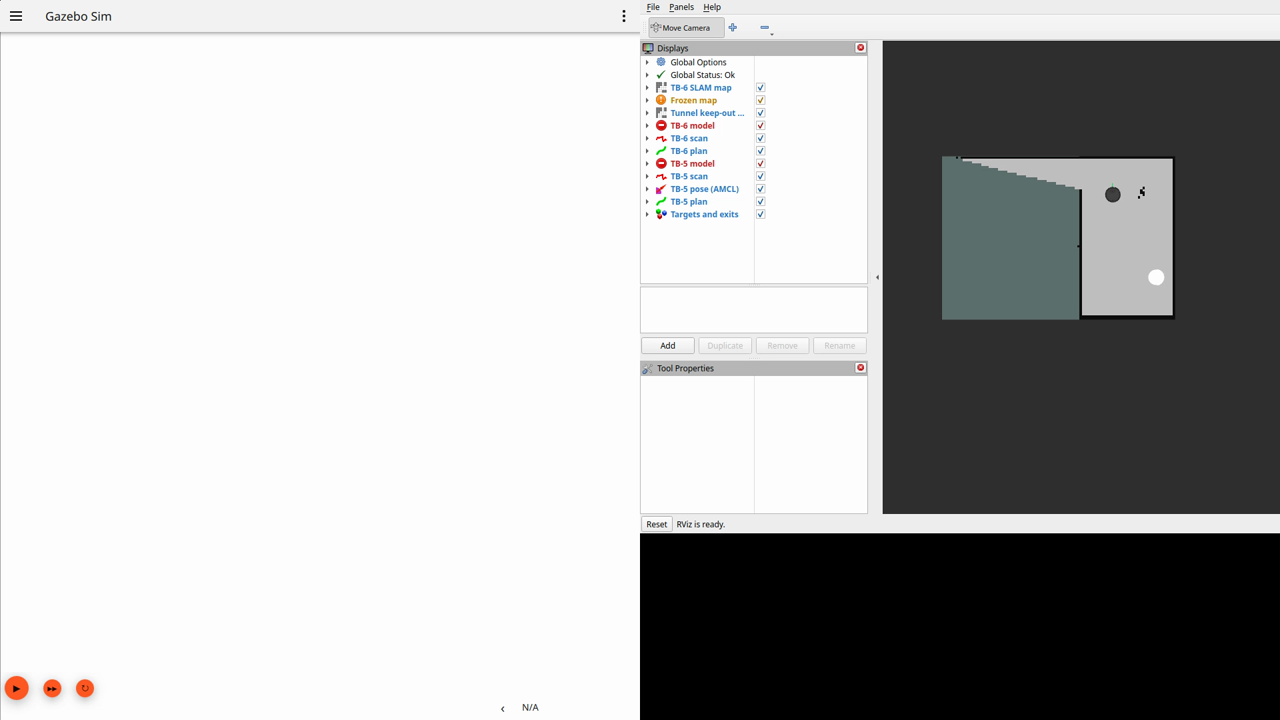 Gazebo Sim
N/A
File Panels Help
Move Camera
Displays
Global Options
Global Status: Ok
TB-6 SLAM map
Frozen map
Tunnel keep-out ...
TB-6 model
TB-6 scan
TB-6 plan
TB-5 model
TB-5 scan
TB-5 pose (AMCL)
TB-5 plan
Targets and exits
Add Duplicate Remove Rename
Tool Properties
Reset RViz is ready.